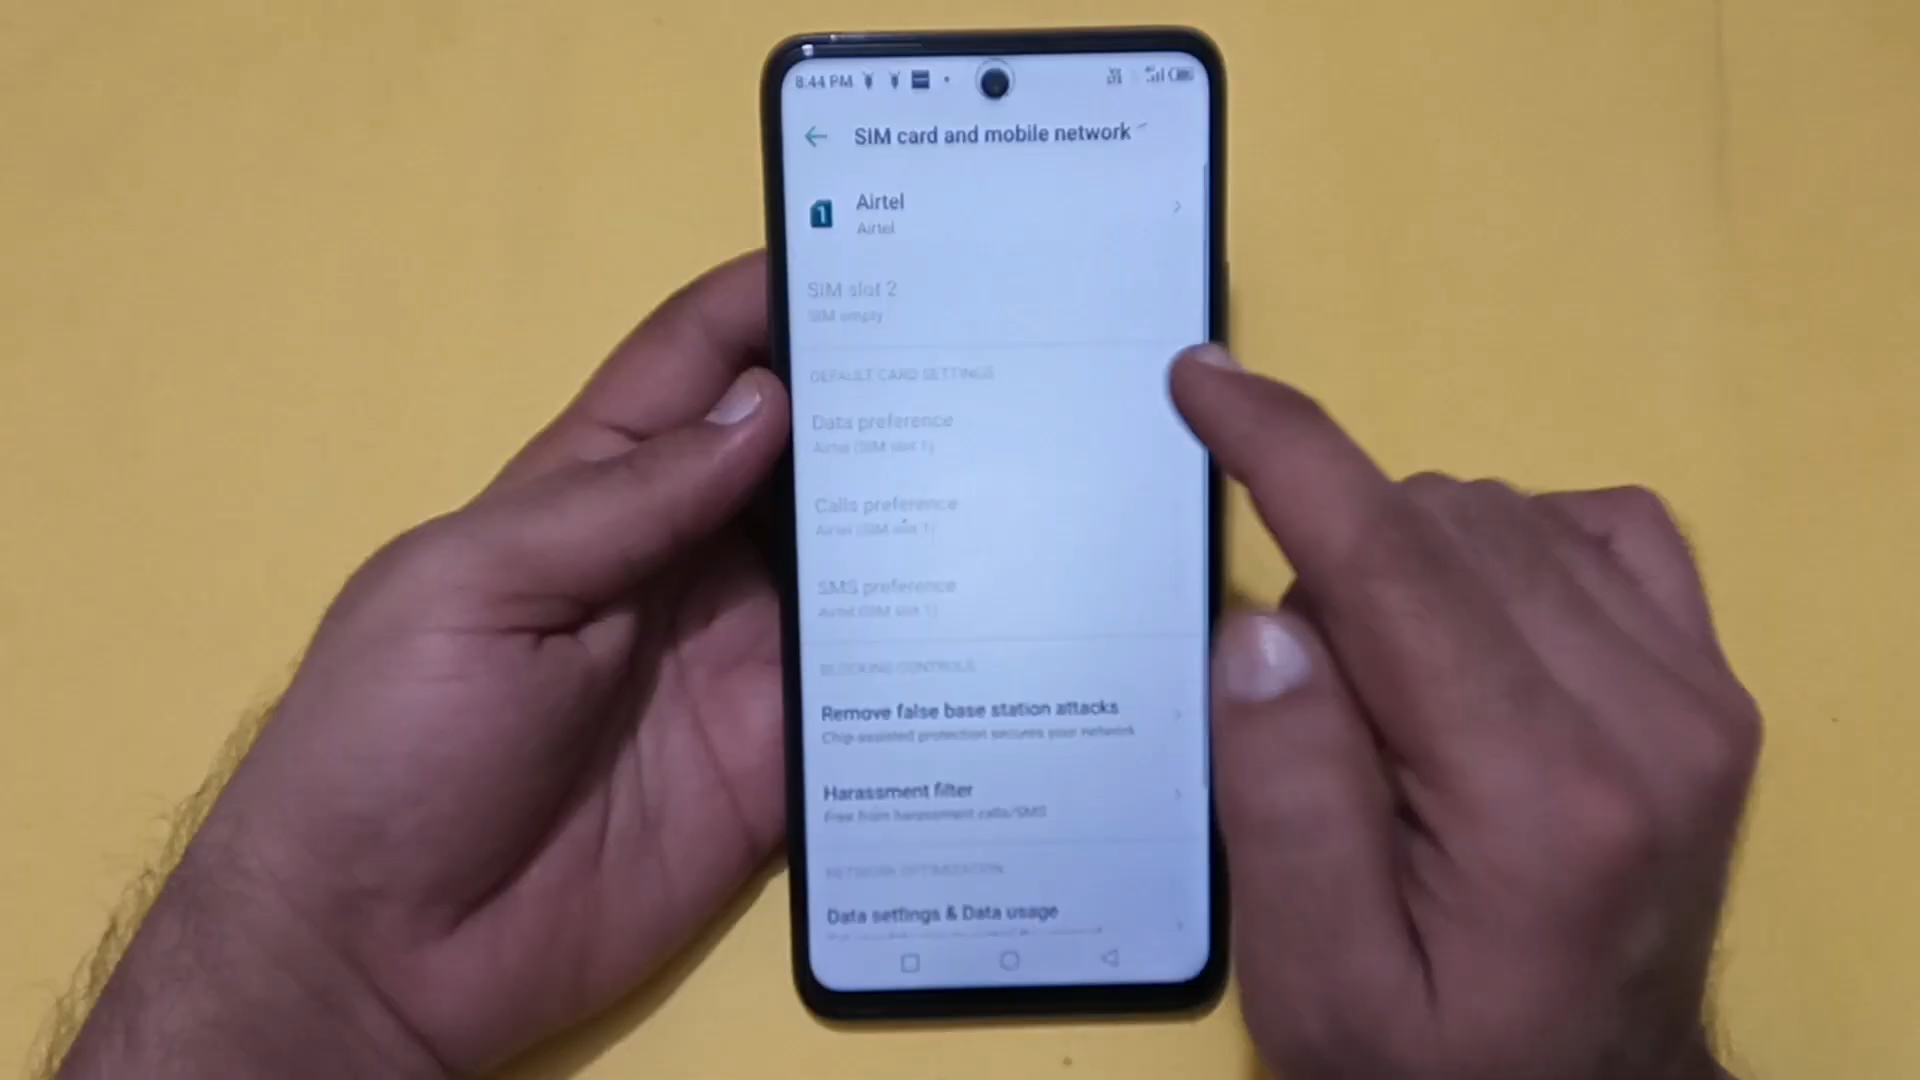 8:44 PM
SIM card and mobile network
1
Airtel
Airtel
SIM slot 2
SIM empty
DEFAULT CARD SETTINGS
Data preference
Airtel (SIM slot 1)
Calls preference
Airtel (SIM slot 1)
SMS preference
Airtel (SIM slot 1)
BLOCKING CONTROLS
Remove false base station attacks
Chip-assisted protection secures your network
Harassment filter
Free from harassment calls/SMS
NETWORK OPTIMIZATION
Data settings & Data usage